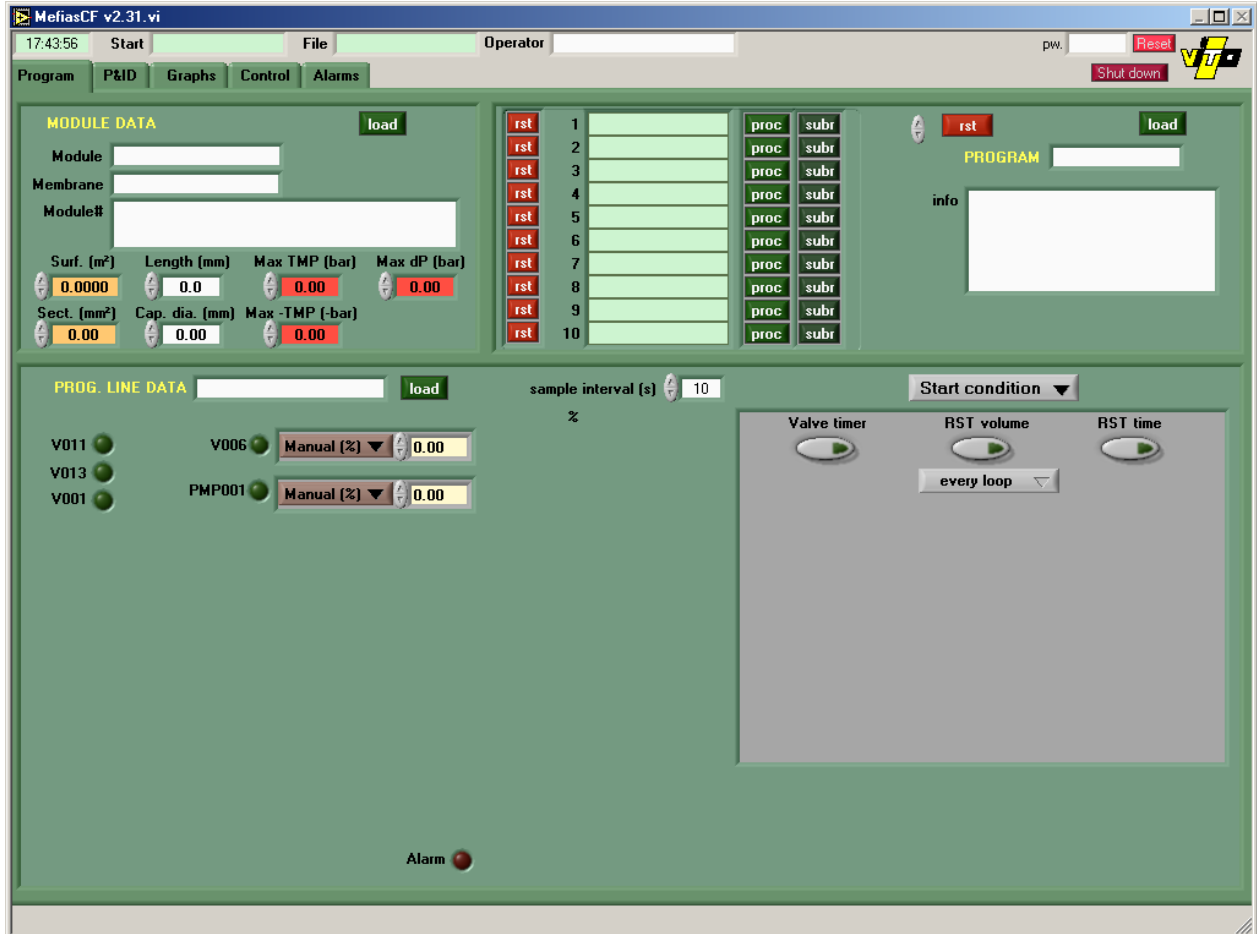 MefiasCF v2.31.vi
17:43:56 Start File Operator pw. Reset
Program P&ID Graphs Control Alarms Shut down
vito
MODULE DATA load
Module
Membrane
Module#
Surf. (m²) Length (mm) Max TMP (bar) Max dP (bar)
0.0000 0.0 0.00 0.00
Sect. (mm²) Cap. dia. (mm) Max -TMP (-bar)
0.00 0.00 0.00
rst 1 proc subr
rst 2 proc subr
rst 3 proc subr
rst 4 proc subr
rst 5 proc subr
rst 6 proc subr
rst 7 proc subr
rst 8 proc subr
rst 9 proc subr
rst 10 proc subr
rst load
PROGRAM
info
PROG. LINE DATA load sample interval (s) 10
%
V011
V013
V001
V006 Manual (%) 0.00
PMP001 Manual (%) 0.00
Start condition
Valve timer RST volume RST time
every loop
Alarm